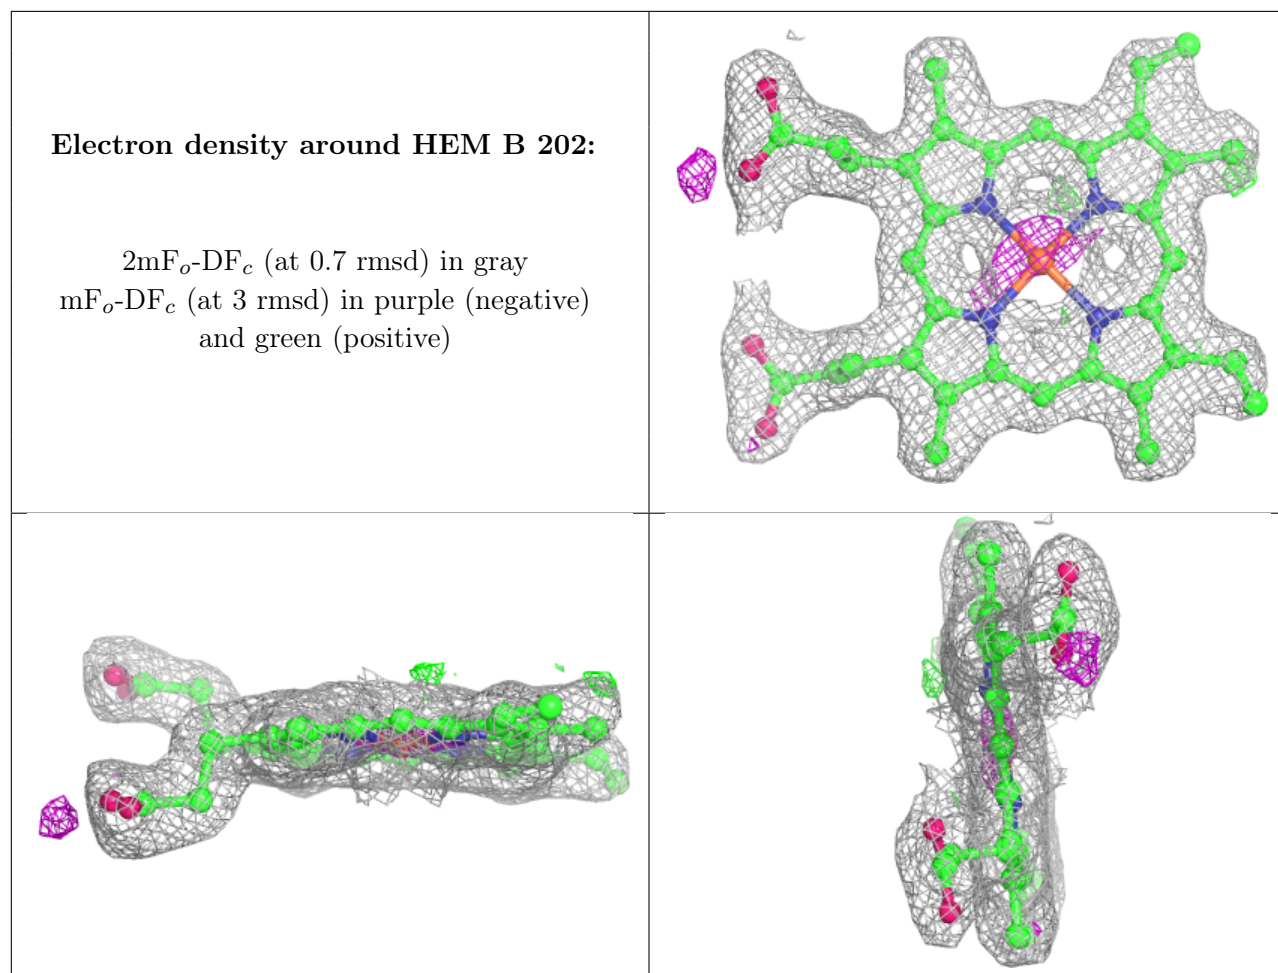 Electron density around HEM B 202:
2mFo-DFc (at 0.7 rmsd) in gray
mFo-DFc (at 3 rmsd) in purple (negative)
and green (positive)